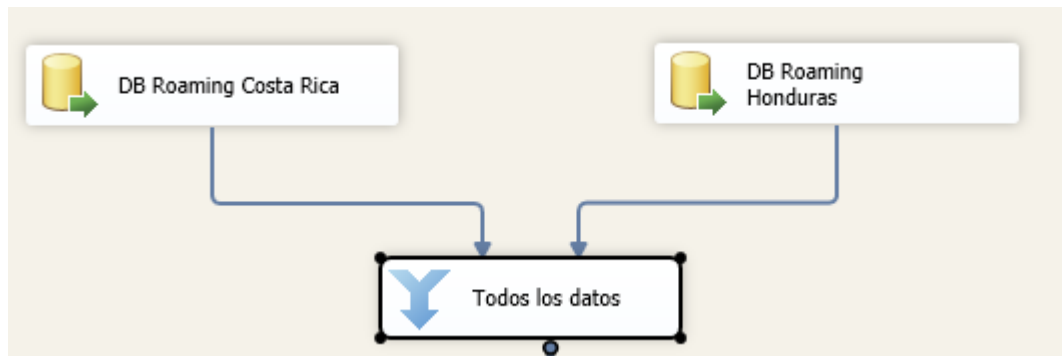 DB Roaming Costa Rica
DB Roaming
Honduras
Todos los datos